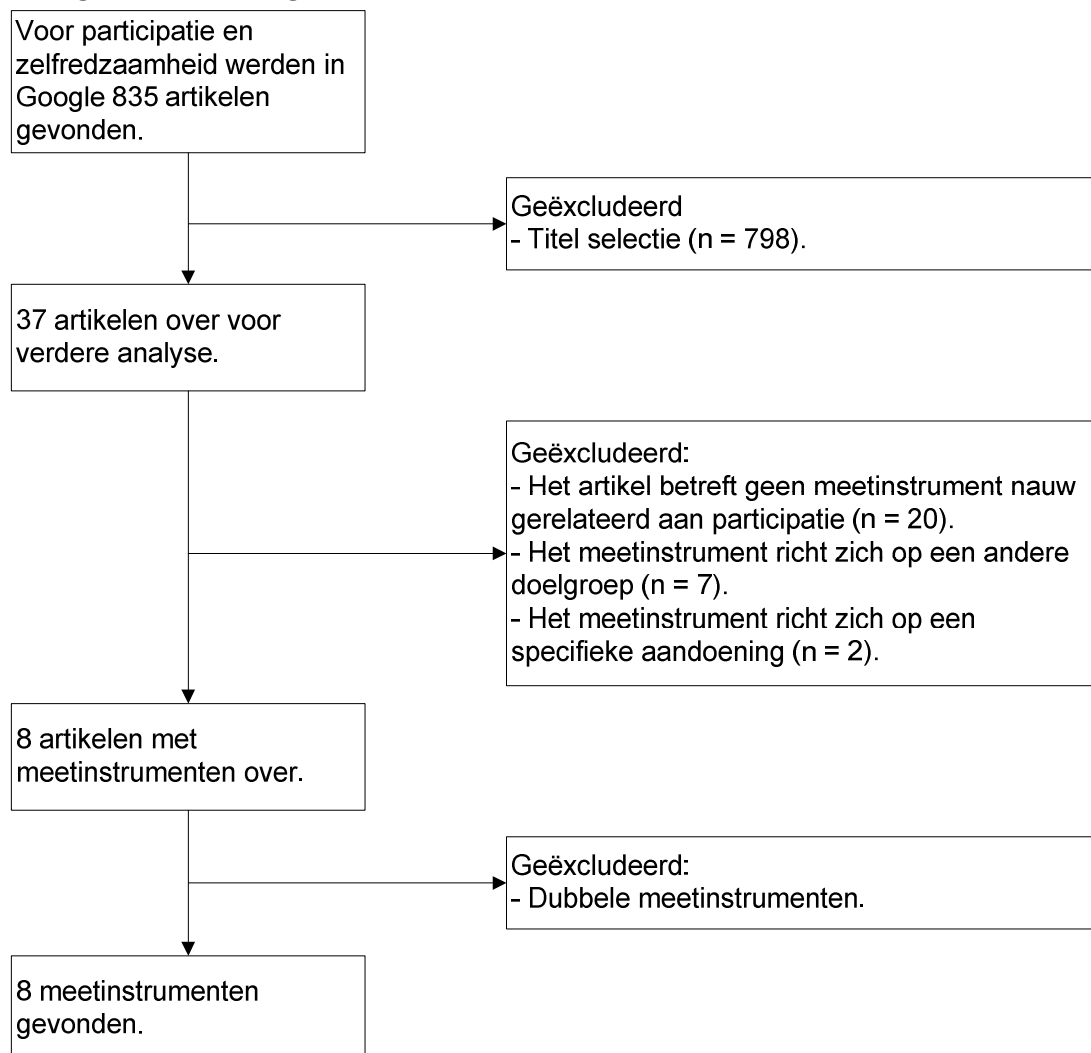 Voor participatie en
zelfredzaamheid werden in
Google 835 artikelen
gevonden.
Geëxcludeerd
- Titel selectie (n = 798).
37 artikelen over voor
verdere analyse.
Geëxcludeerd:
- Het artikel betreft geen meetinstrument nauw
gerelateerd aan participatie (n = 20).
- Het meetinstrument richt zich op een andere
doelgroep (n = 7).
- Het meetinstrument richt zich op een
specifieke aandoening (n = 2).
8 artikelen met
meetinstrumenten over.
Geëxcludeerd:
- Dubbele meetinstrumenten.
8 meetinstrumenten
gevonden.